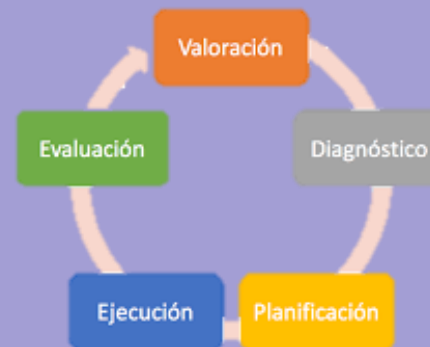 Valoración
Diagnóstico
Planificación
Ejecución
Evaluación